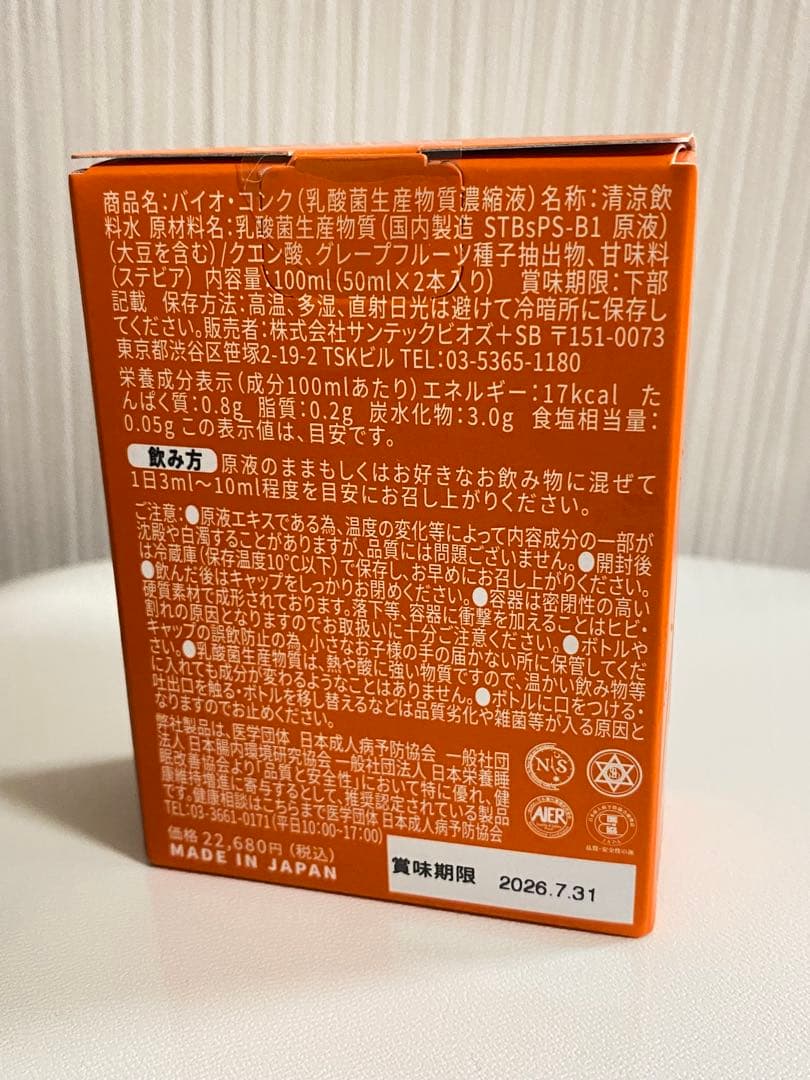 商品名：バイオ・コンク（乳酸菌生産物質濃縮液）名称：清涼飲
料水 原材料名：乳酸菌生産物質（国内製造 STBsPS-B1 原液）
（大豆を含む）/クエン酸、グレープフルーツ種子抽出物、甘味料
（ステビア） 内容量：100ml（50ml×2本入り） 賞味期限：下部
記載 保存方法：高温、多湿、直射日光は避けて冷暗所に保存し
てください。販売者：株式会社サンテックビオズ＋SB 〒151-0073
東京都渋谷区笹塚2-19-2 TSKビル TEL：03-5365-1180
栄養成分表示（成分100mlあたり）エネルギー：17kcal た
んぱく質：0.8g 脂質：0.2g 炭水化物：3.0g 食塩相当量：
0.05g この表示値は、目安です。
飲み方 原液のままもしくはお好きなお飲み物に混ぜて
1日3ml～10ml程度を目安にお召し上がりください。
ご注意：●原液エキスである為、温度の変化等によって内容成分の一部が
沈殿や白濁することがありますが、品質には問題ございません。●開封後
は冷蔵庫（保存温度10℃以下）で保存し、お早めにお召し上がりください。
●飲んだ後はキャップをしっかりお閉めください。●容器は密閉性の高い
硬質素材で成形されております。落下等、容器に衝撃を加えることはヒビ・
割れの原因となりますのでお取扱いに十分ご注意ください。●ボトルや
キャップの誤飲防止の為、小さなお子様の手の届かない所に保管してくだ
さい。●乳酸菌生産物質は、熱や酸に強い物質ですので、温かい飲み物等
に入れても成分が変わるようなことはありません。●ボトルに口をつける・
吐出口を触る・ボトルを移し替えるなどは品質劣化や雑菌等が入る原因と
なりますのでお止めください。
弊社製品は、医学団体 日本成人病予防協会 一般社団
法人 日本腸内環境研究協会 一般社団法人 日本栄養睡
眠改善協会より「品質と安全性」において特に優れ、健
康維持増進に寄与するとして、推奨認定されている製品
です。健康相談はこちらまで医学団体 日本成人病予防協会
TEL：03-3661-0171（平日10：00-17：00）
価格 22,680円（税込）
MADE IN JAPAN
NS
AIER
品質・安全性の証
賞味期限 2026.7.31